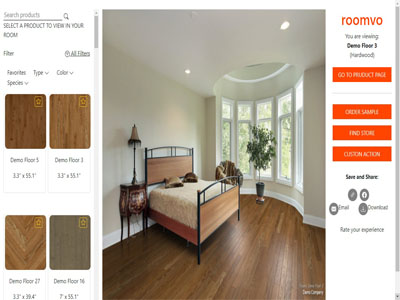 Search products
SELECT A PRODUCT TO VIEW IN YOUR
ROOM
Filter
All Filters
Favorites Type Color
Species
Demo Floor 5
3.3" x 55.1"
Demo Floor 3
3.3" x 55.1"
Demo Floor 27
3.3" x 39.4
Demo Floor 16
7" x 55.1"
Demo Company
roomvo
You are viewing:
Demo Floor 3
(Hardwood)
GO TO PRODUCT PAGE
ORDER SAMPLE
FIND STORE
CUSTOM ACTION
Save and Share:
Email
Download
Rate your experience